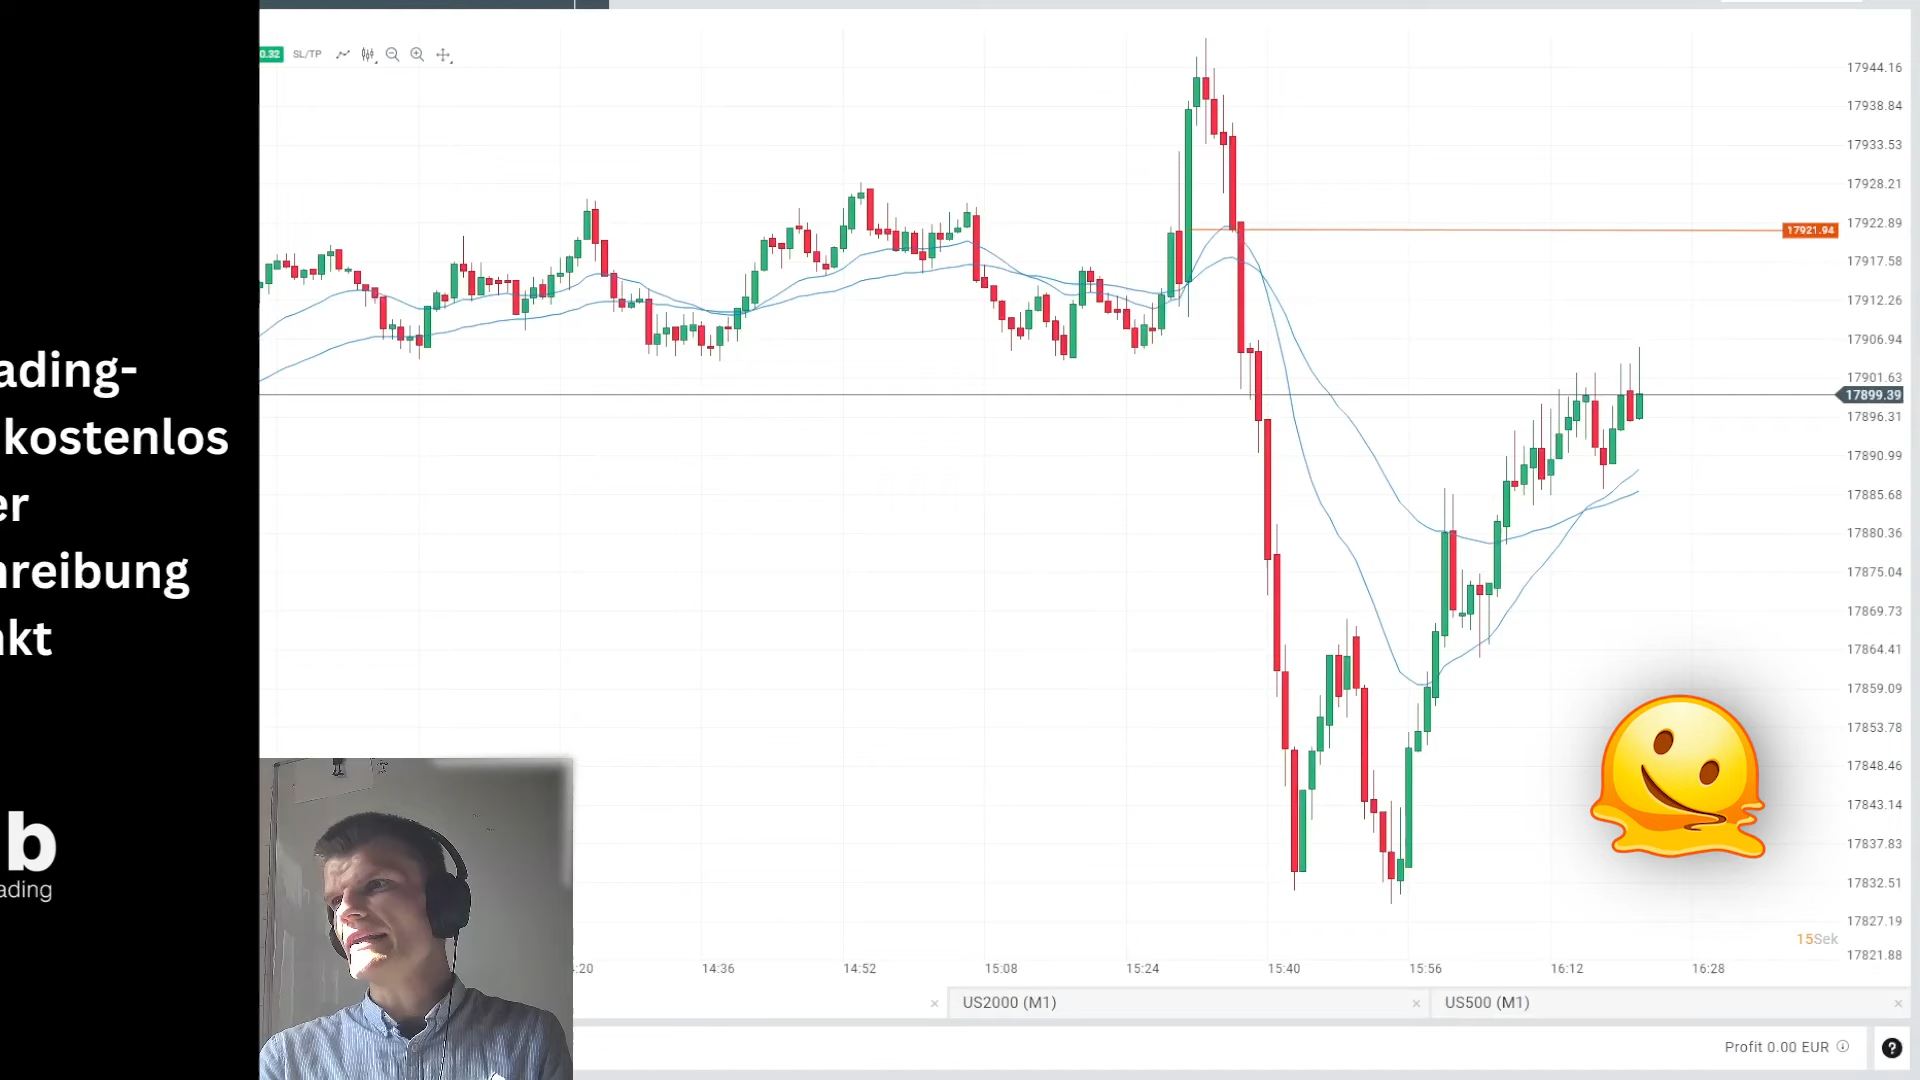 0.32 SL/TP
17944.16
17938.84
17933.53
17928.21
17922.89
17921.94
17917.58
17912.26
17906.94
17901.63
17899.39
17896.31
17890.99
17885.68
17880.36
17875.04
17869.73
17864.41
17859.09
17853.78
17848.46
17843.14
17837.83
17832.51
17827.19
17821.88
ading-
kostenlos
er
hreibung
nkt
b
ading
15Sek
:20 14:36 14:52 15:08 15:24 15:40 15:56 16:12 16:28
× US2000 (M1) × US500 (M1) ×
Profit 0.00 EUR
?